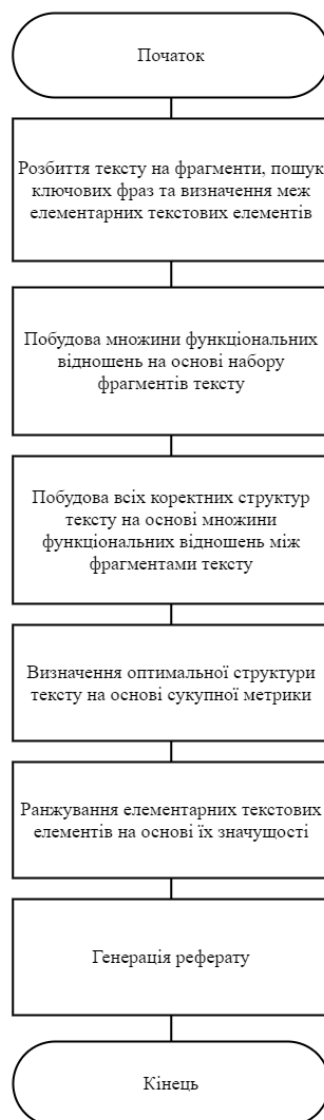 Початок
Розбиття тексту на фрагменти, пошук
ключових фраз та визначення меж
елементарних текстових елементів
Побудова множини функціональних
відношень на основі набору
фрагментів тексту
Побудова всіх коректних структур
тексту на основі множини
функціональних відношень між
фрагментами тексту
Визначення оптимальної структури
тексту на основі сукупної метрики
Ранжування елементарних текстових
елементів на основі їх значущості
Генерація реферату
Кінець